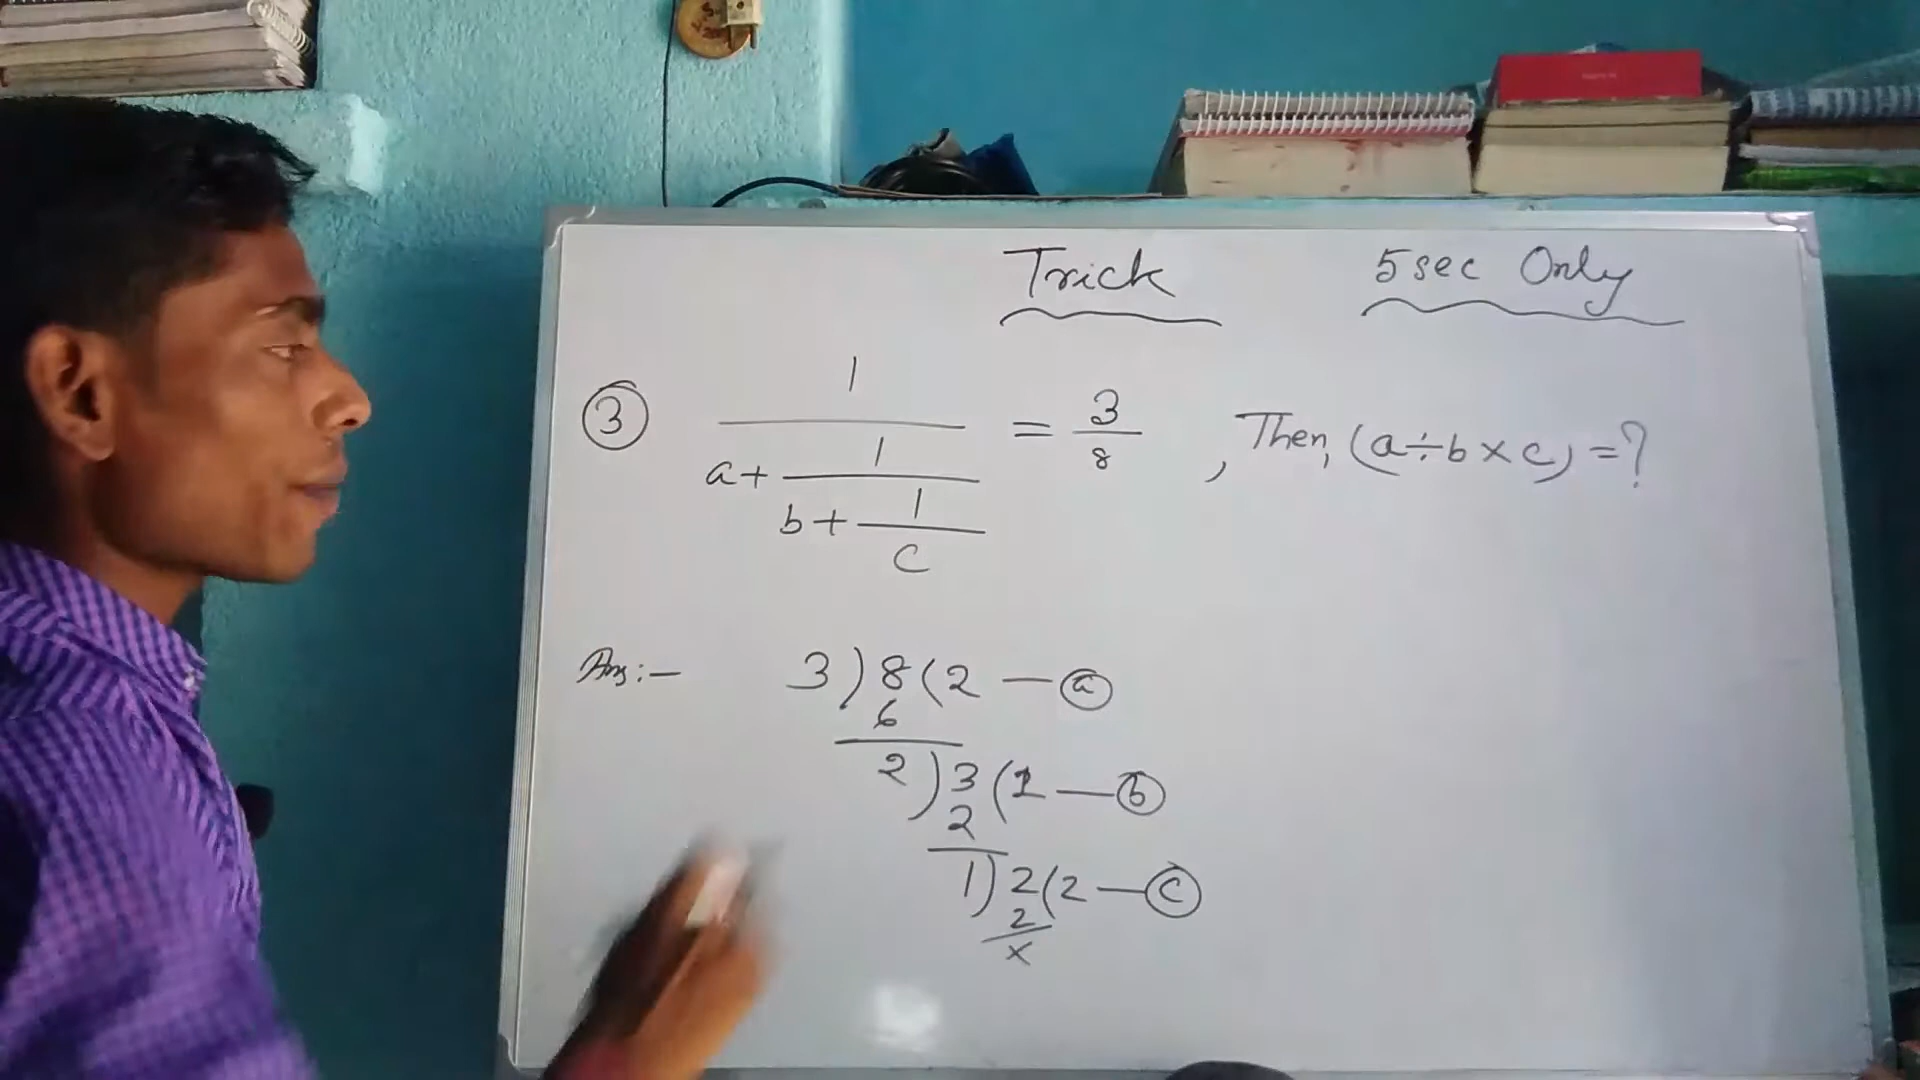 Trick 5sec Only
③ 1
a+ 1 = 3/8 , Then, (a÷b×c) =?
b+ 1
c
Ans:— 3 ) 8 ( 2 — ⓐ
6
2 ) 3 ( 1 — ⓑ
2
1 ) 2 ( 2 — ⓒ
2
x